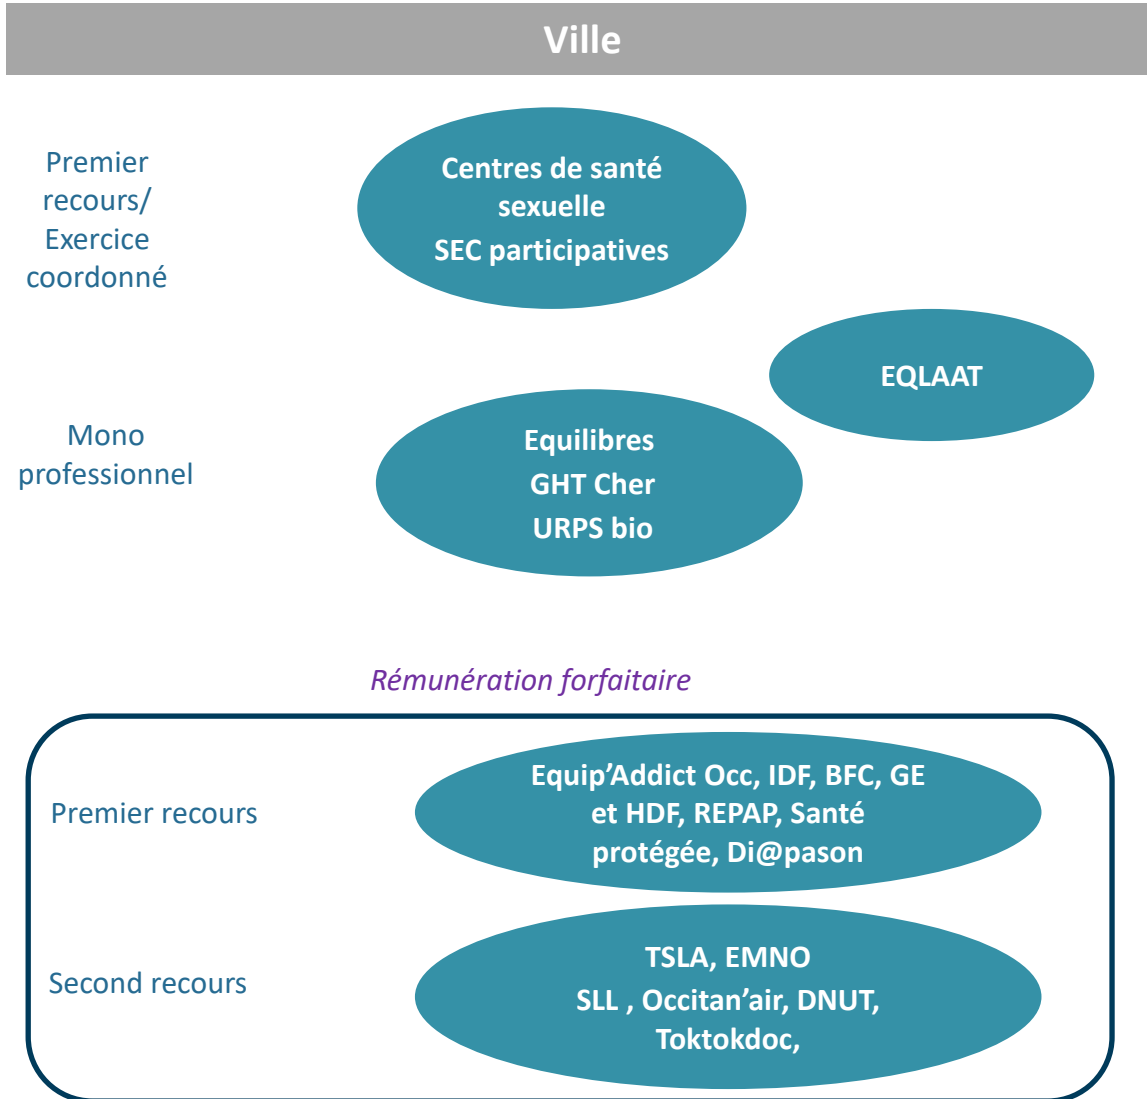 Ville
Premier
recours/
Exercice
coordonné
Centres de santé
sexuelle
SEC participatives
EQLAAT
Mono
professionnel
Equilibres
GHT Cher
URPS bio
Rémunération forfaitaire
Premier recours
Equip’Addict Occ, IDF, BFC, GE
et HDF, REPAP, Santé
protégée, Di@pason
Second recours
TSLA, EMNO
SLL , Occitan’air, DNUT,
Toktokdoc,